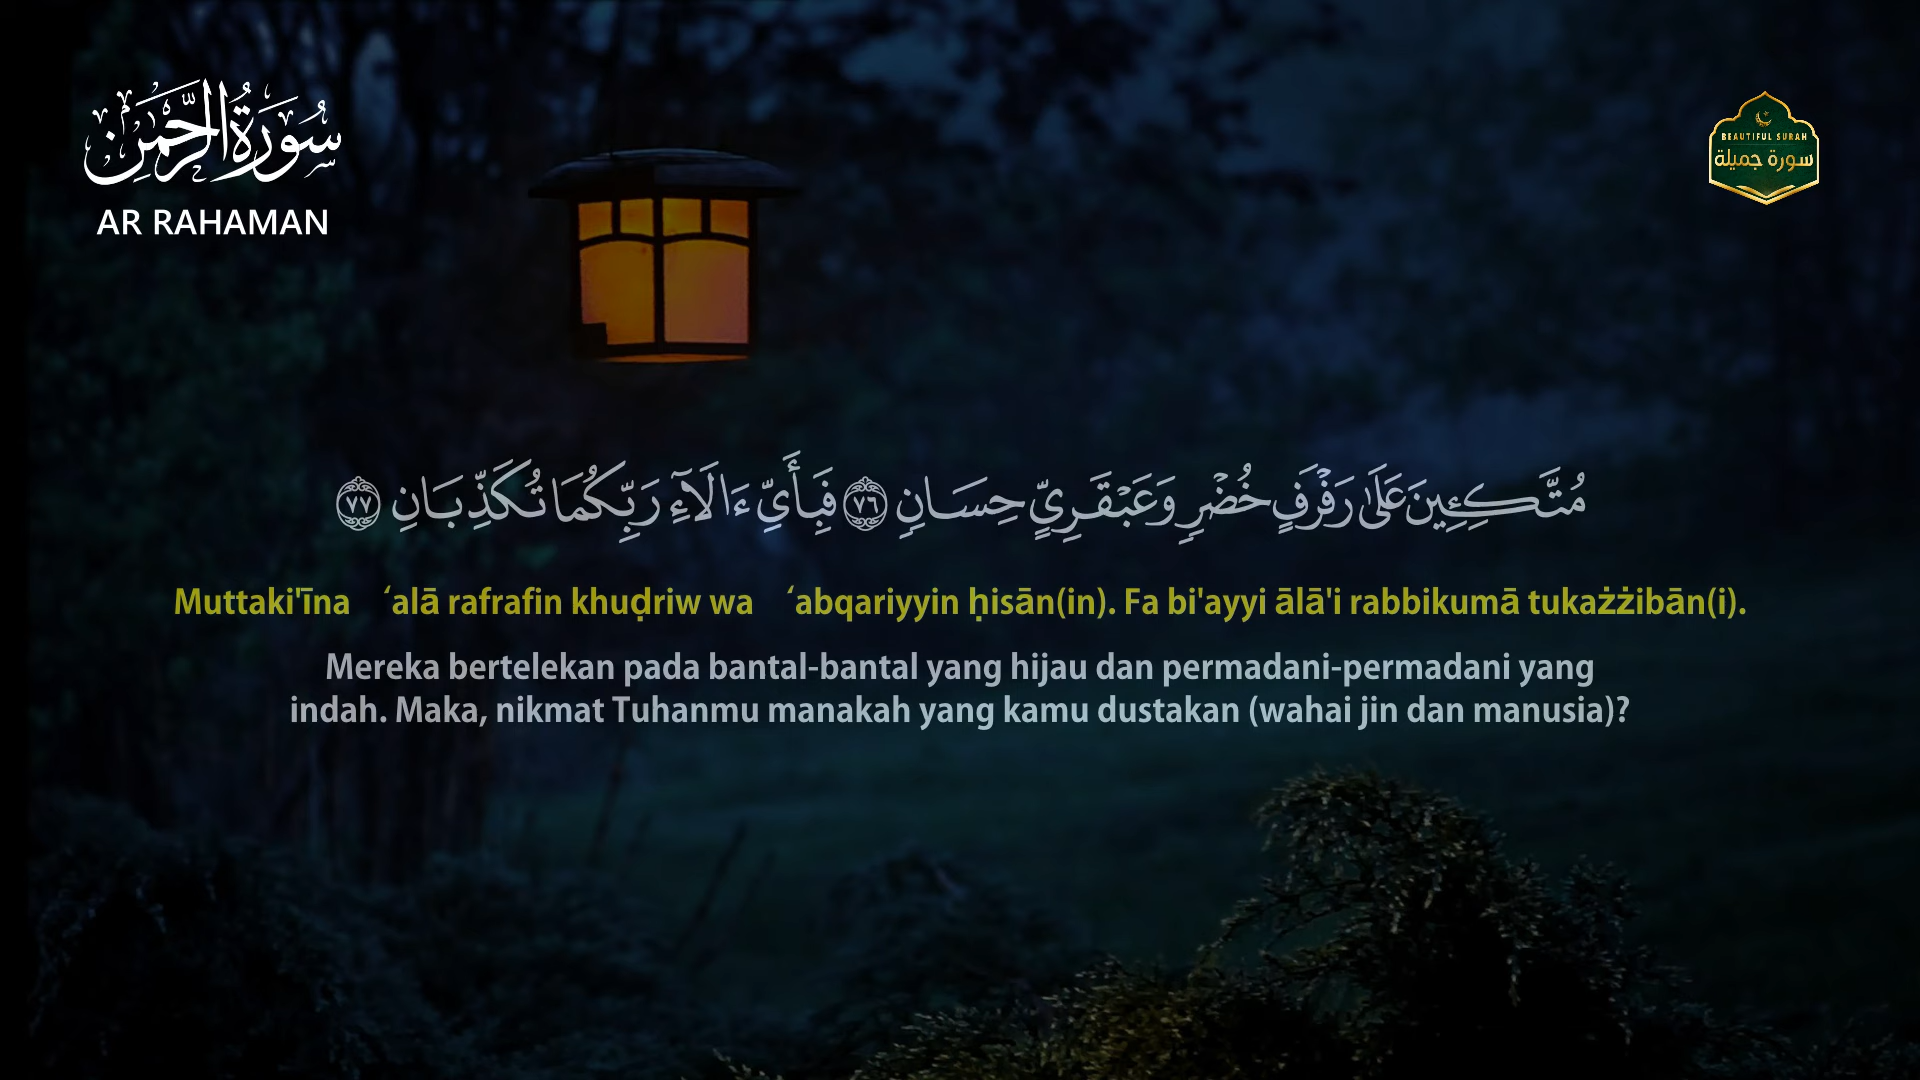 سُورَةُ الرَّحْمٰن
AR RAHAMAN
BEAUTIFUL SURAH
سورة جميلة
مُتَّكِـِٔينَ عَلَىٰ رَفْرَفٍ خُضْرٍ وَعَبْقَرِيٍّ حِسَانٍ ٧٦ فَبِأَيِّ ءَالَآءِ رَبِّكُمَا تُكَذِّبَانِ ٧٧
Muttaki'īna ‘alā rafrafin khuḍriw wa ‘abqariyyin ḥisān(in). Fa bi'ayyi ālā'i rabbikumā tukażżibān(i).
Mereka bertelekan pada bantal-bantal yang hijau dan permadani-permadani yang
indah. Maka, nikmat Tuhanmu manakah yang kamu dustakan (wahai jin dan manusia)?